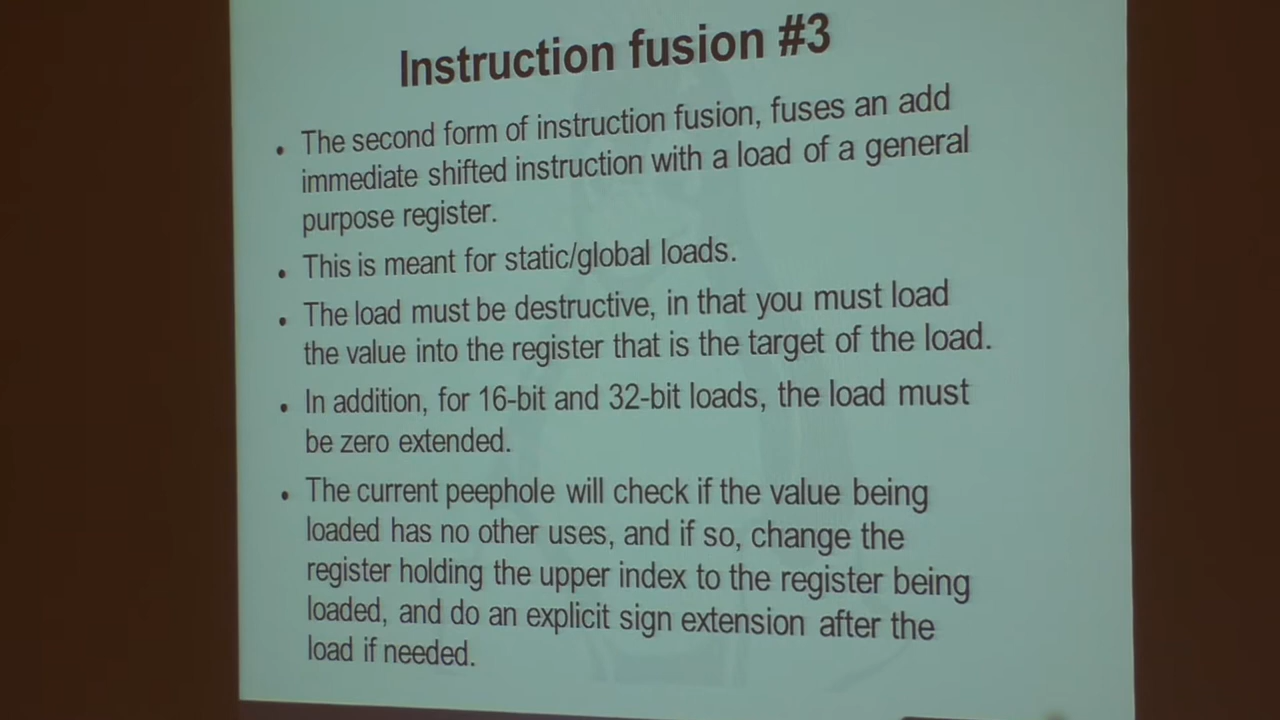 Instruction fusion #3
• The second form of instruction fusion, fuses an add
immediate shifted instruction with a load of a general
purpose register.
• This is meant for static/global loads.
• The load must be destructive, in that you must load
the value into the register that is the target of the load.
• In addition, for 16-bit and 32-bit loads, the load must
be zero extended.
• The current peephole will check if the value being
loaded has no other uses, and if so, change the
register holding the upper index to the register being
loaded, and do an explicit sign extension after the
load if needed.